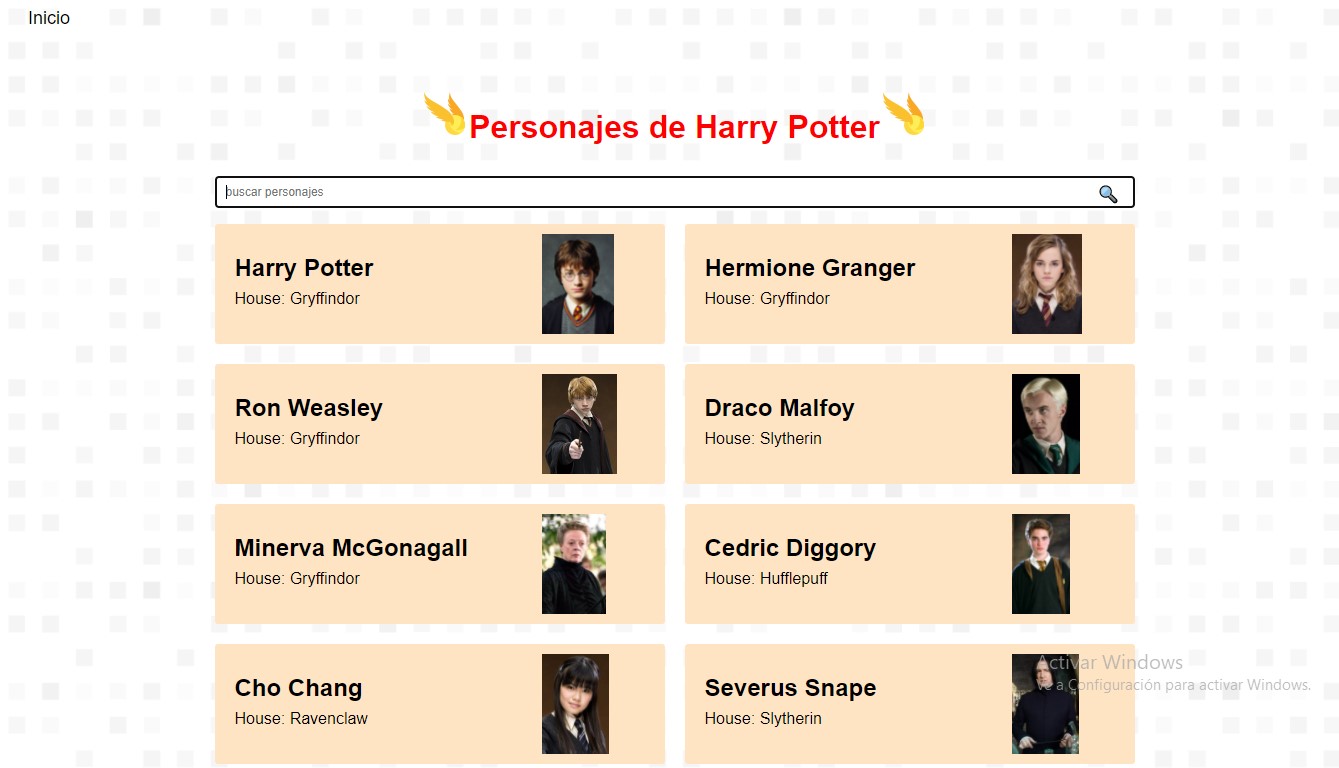 Inicio
Personajes de Harry Potter
buscar personajes
Harry Potter
House: Gryffindor
Hermione Granger
House: Gryffindor
Ron Weasley
House: Gryffindor
Draco Malfoy
House: Slytherin
Minerva McGonagall
House: Gryffindor
Cedric Diggory
House: Hufflepuff
Cho Chang
House: Ravenclaw
Severus Snape
House: Slytherin
Activar Windows
Ve a Configuración para activar Windows.